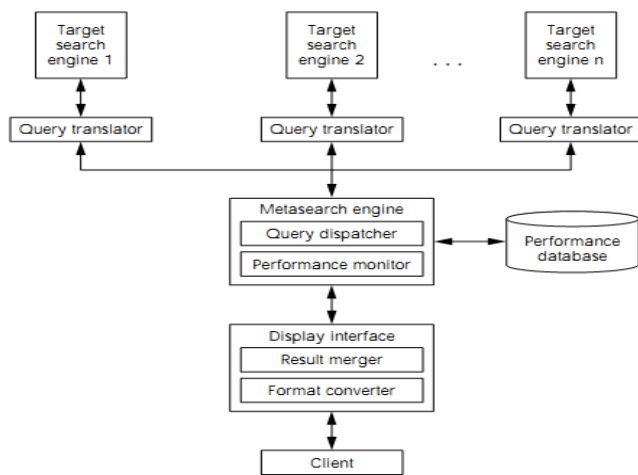 Target
search
engine 1
Target
search
engine 2
. . .
Target
search
engine n
Query translator
Query translator
Query translator
Metasearch engine
Query dispatcher
Performance monitor
Performance
database
Display interface
Result merger
Format converter
Client